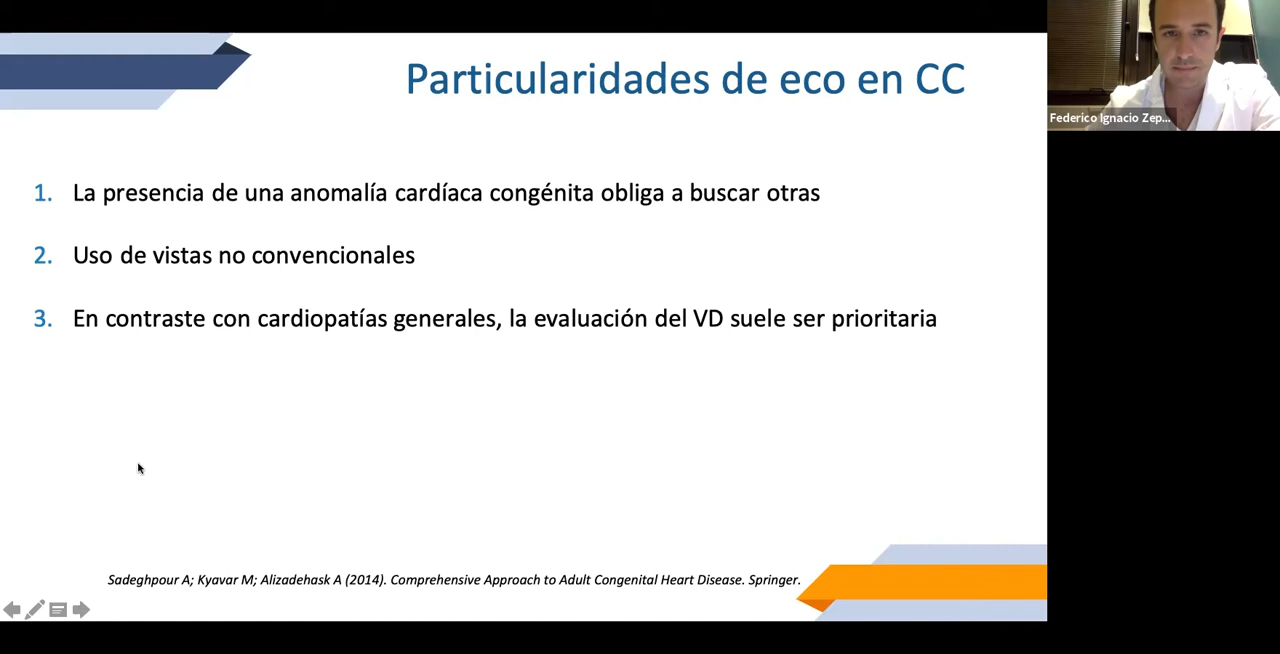 Particularidades de eco en CC
Federico Ignacio Zep...
1. La presencia de una anomalía cardíaca congénita obliga a buscar otras
2. Uso de vistas no convencionales
3. En contraste con cardiopatías generales, la evaluación del VD suele ser prioritaria
Sadeghpour A; Kyavar M; Alizadehask A (2014). Comprehensive Approach to Adult Congenital Heart Disease. Springer.